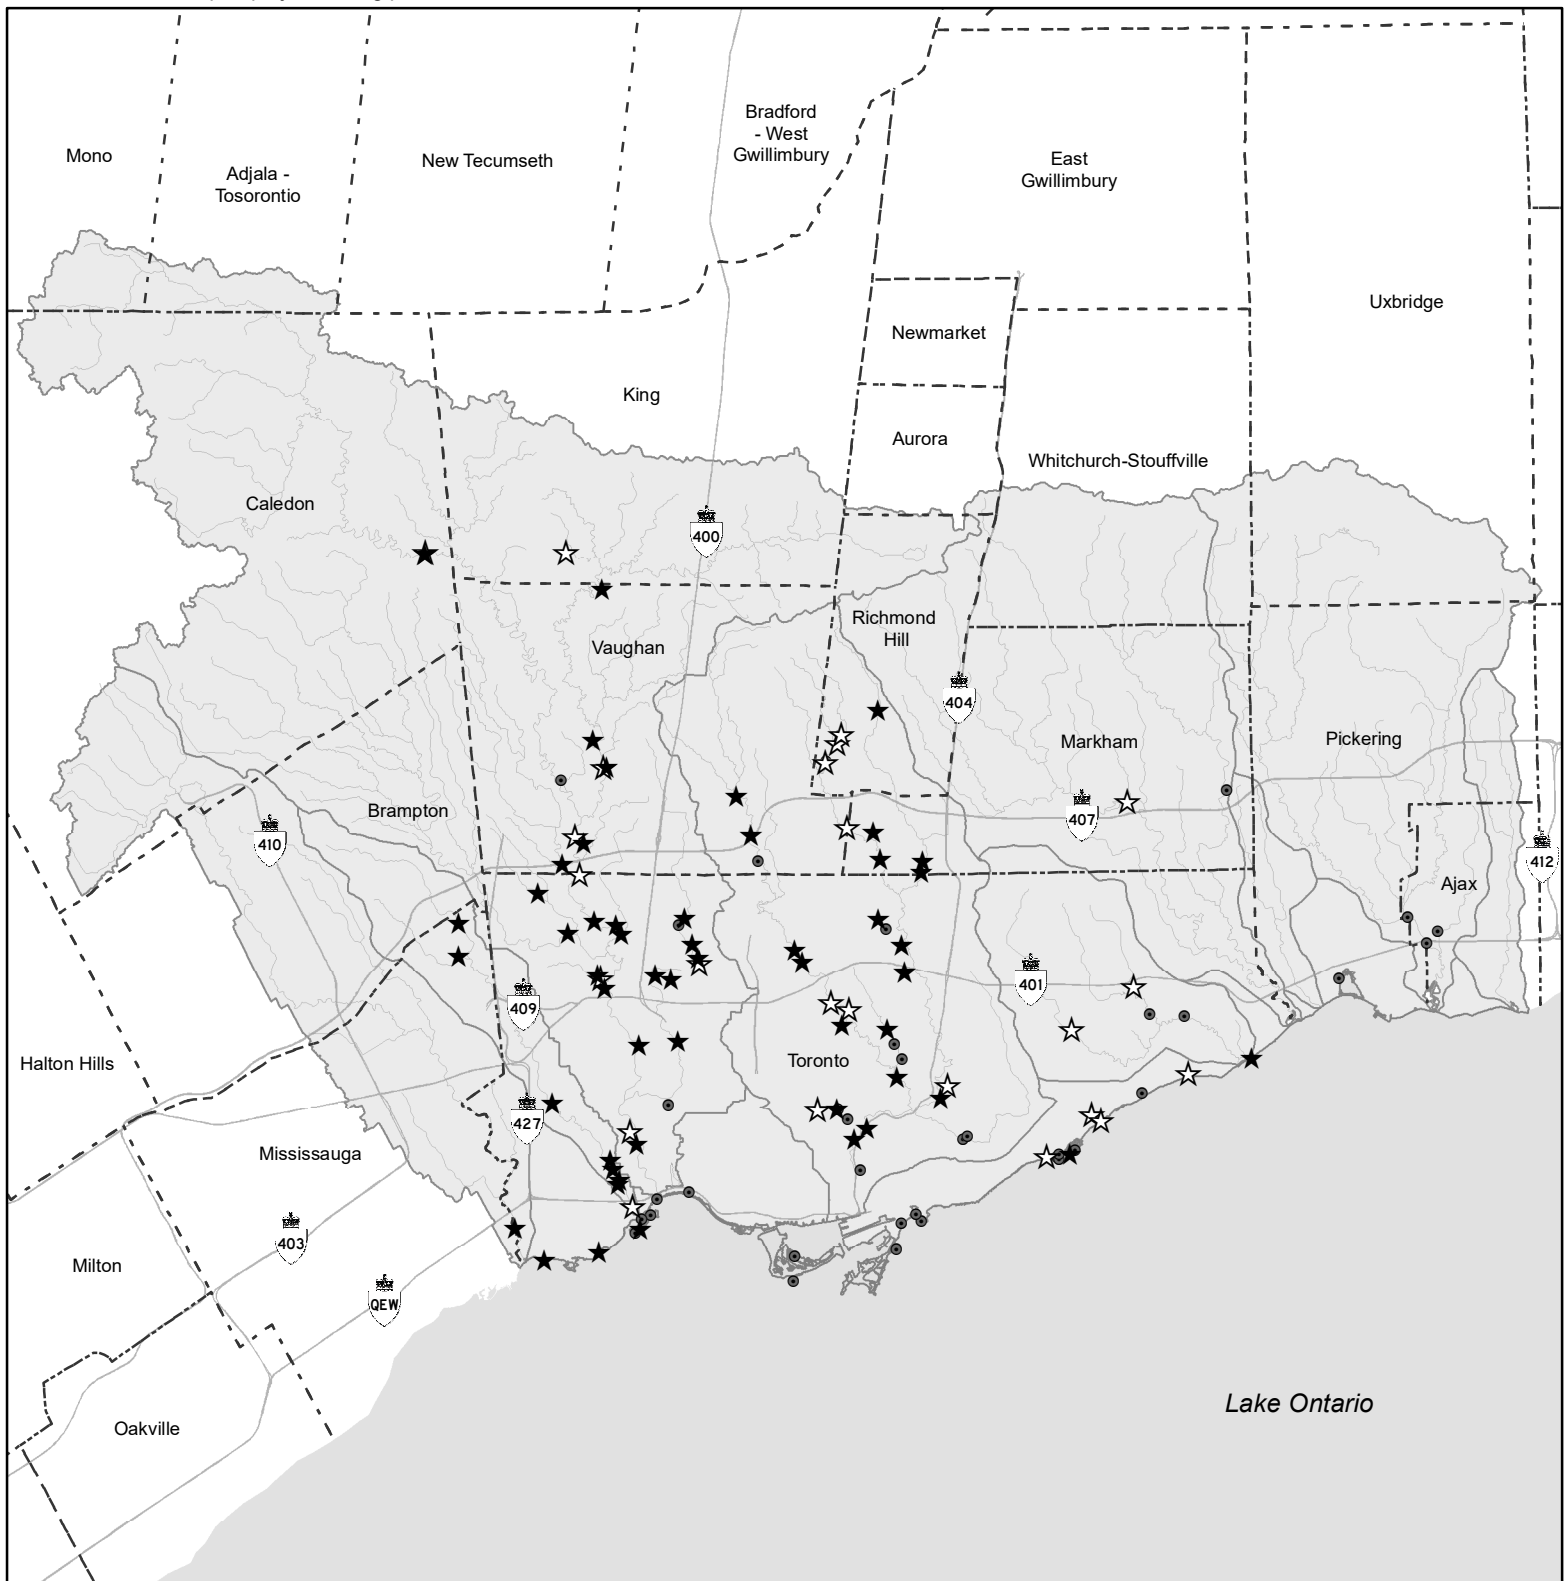 Mono
Adjala -
Tosorontio
New Tecumseth
Bradford
- West
Gwillimbury
East
Gwillimbury
Uxbridge
Newmarket
King
Aurora
Whitchurch-Stouffville
Caledon
400
Richmond
Hill
Vaughan
404
Markham
Pickering
Brampton
407
410
412
Ajax
401
409
Toronto
Halton Hills
427
Mississauga
403
Milton
QEW
Lake Ontario
Oakville